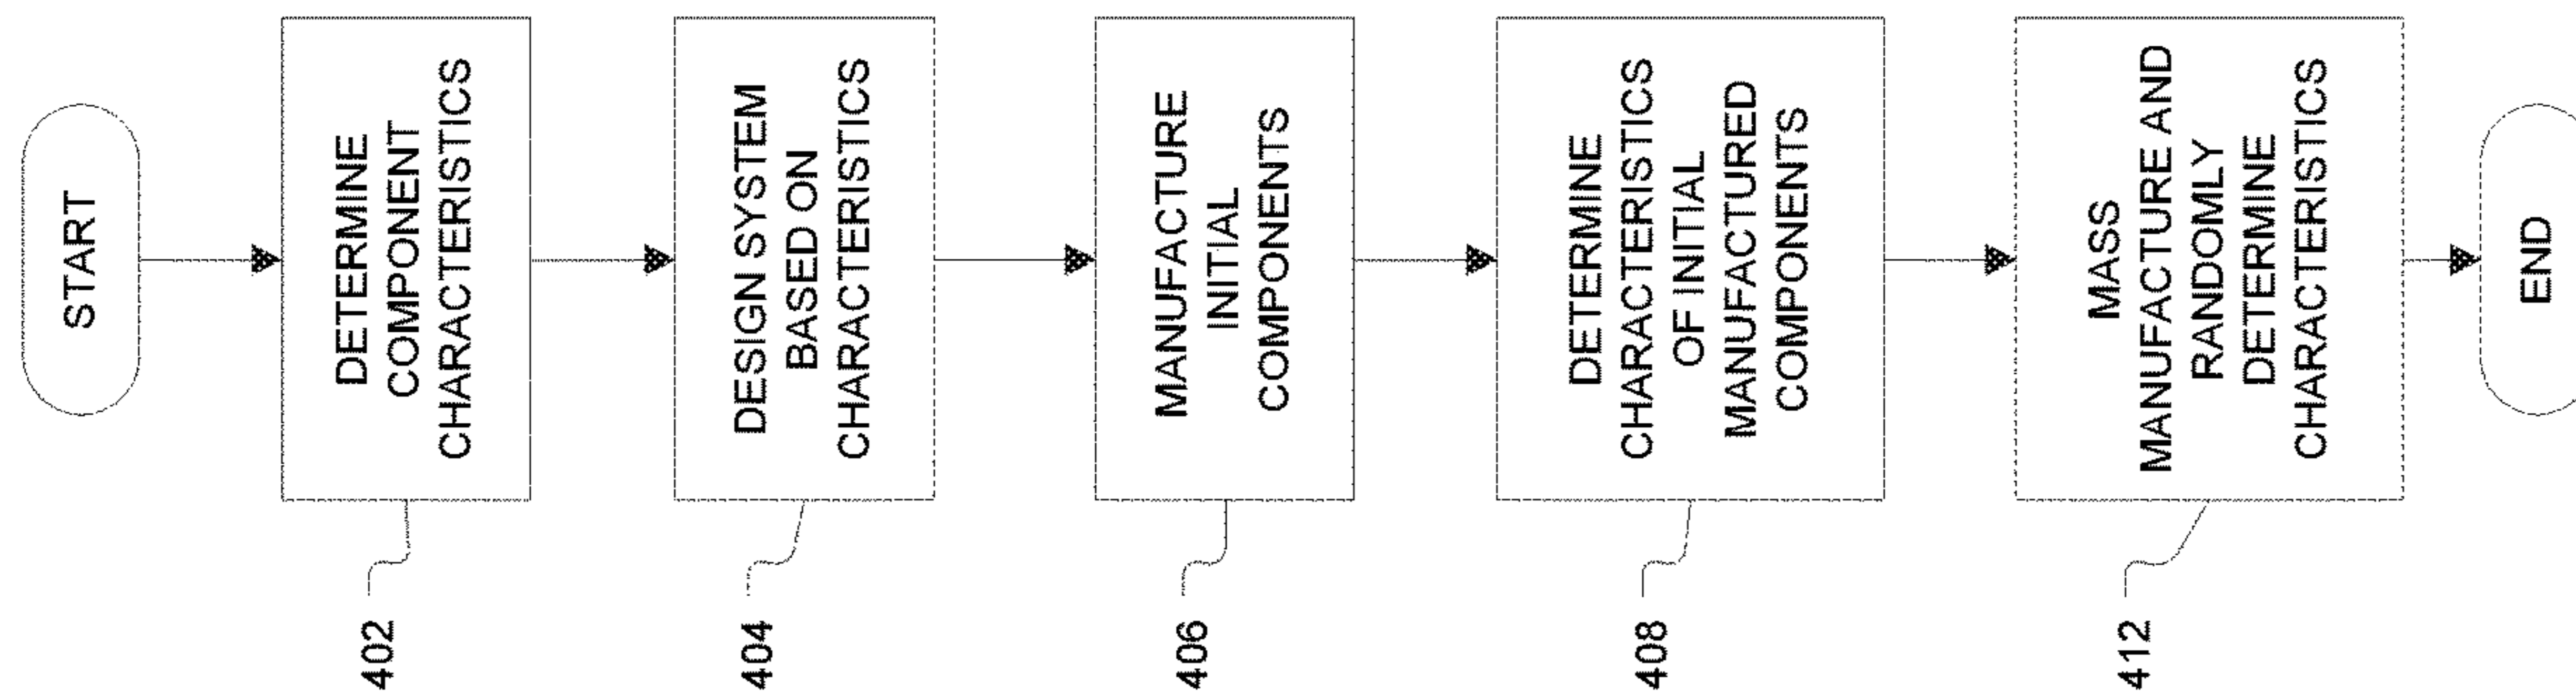 START
402
DETERMINE
COMPONENT
CHARACTERISTICS
404
DESIGN SYSTEM
BASED ON
CHARACTERISTICS
406
MANUFACTURE
INITIAL
COMPONENTS
408
DETERMINE
CHARACTERISTICS
OF INITIAL
MANUFACTURED
COMPONENTS
412
MASS
MANUFACTURE AND
RANDOMLY
DETERMINE
CHARACTERISTICS
END